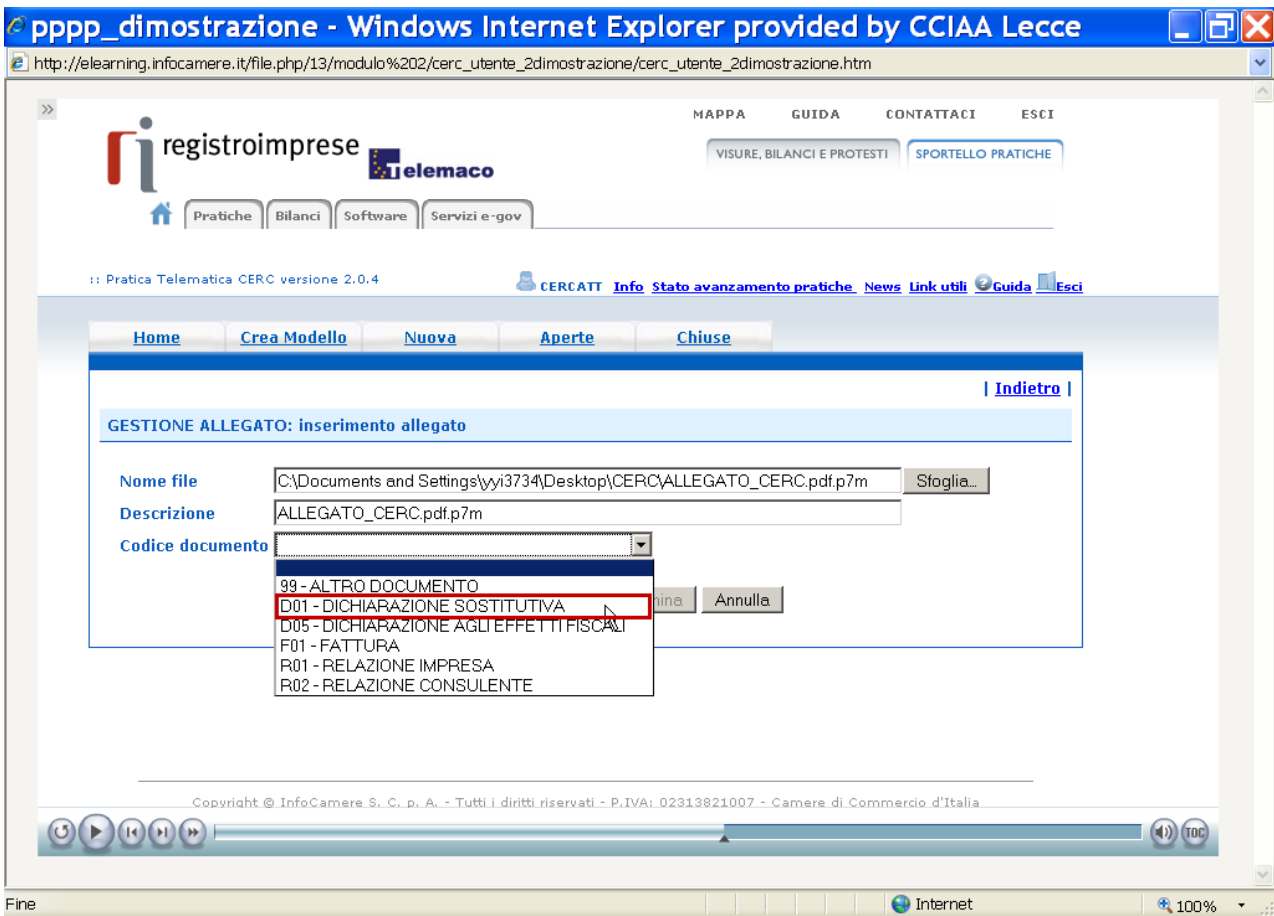 pppp_dimostrazione - Windows Internet Explorer provided by CCIAA Lecce
http://elearning.infocamere.it/file.php/13/modulo%202/cerc_utente_2dimostrazione/cerc_utente_2dimostrazione.htm
MAPPA GUIDA CONTATTACI ESCI
registroimprese Telemaco
VISURE, BILANCI E PROTESTI SPORTELLO PRATICHE
Pratiche Bilanci Software Servizi e-gov
:: Pratica Telematica CERC versione 2.0.4
CERCATT Info Stato avanzamento pratiche News Link utili Guida Esci
Home Crea Modello Nuova Aperte Chiuse
| Indietro |
GESTIONE ALLEGATO: inserimento allegato
Nome file C:\Documents and Settings\yyi3734\Desktop\CERC\ALLEGATO_CERC.pdf.p7m Sfoglia...
Descrizione ALLEGATO_CERC.pdf.p7m
Codice documento
99 - ALTRO DOCUMENTO
D01 - DICHIARAZIONE SOSTITUTIVA
Annulla
D05 - DICHIARAZIONE AGLI EFFETTI FISCALI
F01 - FATTURA
R01 - RELAZIONE IMPRESA
R02 - RELAZIONE CONSULENTE
Copyright © InfoCamere S. C. p. A. - Tutti i diritti riservati - P.IVA: 02313821007 - Camere di Commercio d'Italia
TOC
Fine Internet 100%